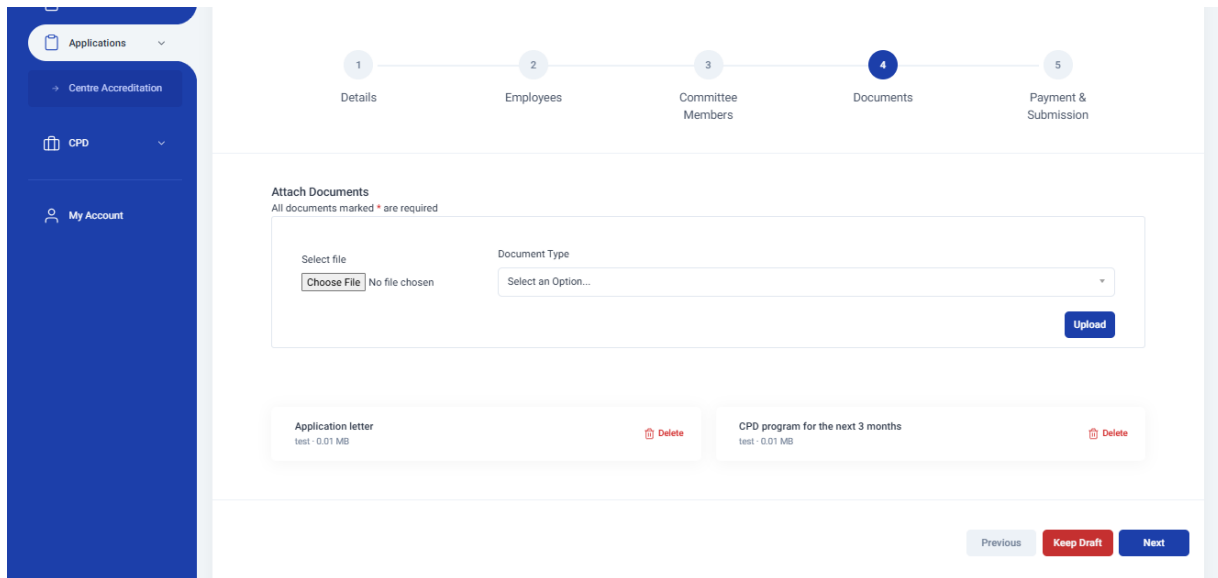 Applications
Centre Accreditation
CPD
My Account
1
Details
2
Employees
3
Committee
Members
4
Documents
5
Payment &
Submission
Attach Documents
All documents marked * are required
Select file
Choose File No file chosen
Document Type
Select an Option...
Upload
Application letter
test · 0.01 MB
Delete
CPD program for the next 3 months
test · 0.01 MB
Delete
Previous
Keep Draft
Next